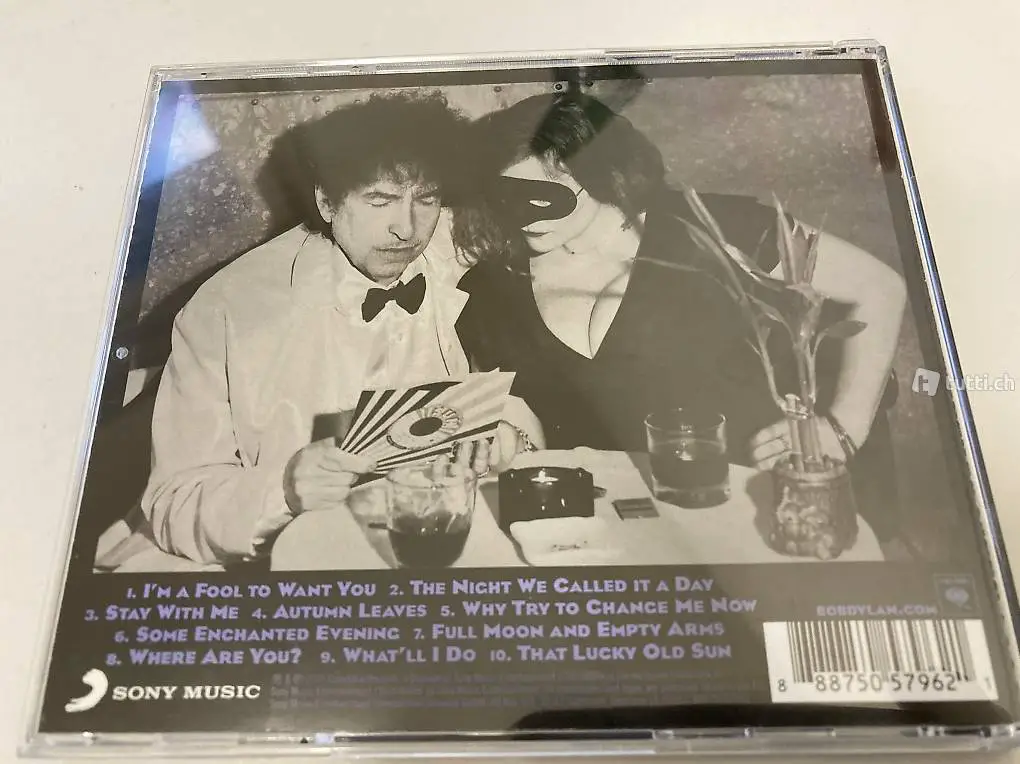 tutti.ch
1. I'M A FOOL TO WANT YOU 2. THE NIGHT WE CALLED IT A DAY
3. STAY WITH ME 4. AUTUMN LEAVES 5. WHY TRY TO CHANGE ME NOW
6. SOME ENCHANTED EVENING 7. FULL MOON AND EMPTY ARMS
8. WHERE ARE YOU? 9. WHAT'LL I DO 10. THAT LUCKY OLD SUN
BOBDYLAN.COM
SONY MUSIC
8 88750 57962 1